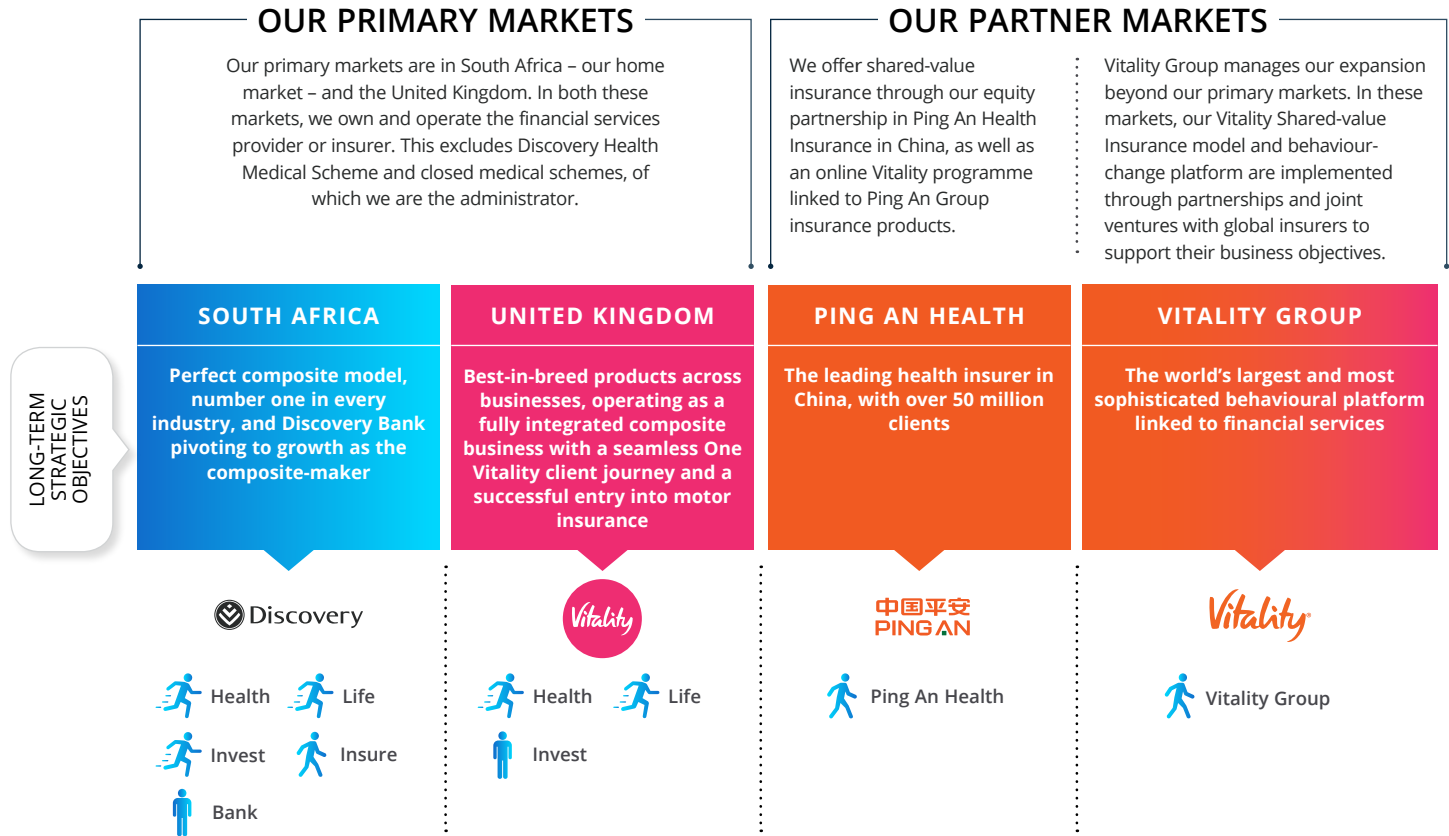 OUR PRIMARY MARKETS
Our primary markets are in South Africa – our home
market – and the United Kingdom. In both these
markets, we own and operate the financial services
provider or insurer. This excludes Discovery Health
Medical Scheme and closed medical schemes, of
which we are the administrator.
OUR PARTNER MARKETS
We offer shared-value
insurance through our equity
partnership in Ping An Health
Insurance in China, as well as
an online Vitality programme
linked to Ping An Group
insurance products.
Vitality Group manages our expansion
beyond our primary markets. In these
markets, our Vitality Shared-value
Insurance model and behaviour-
change platform are implemented
through partnerships and joint
ventures with global insurers to
support their business objectives.
LONG-TERM
STRATEGIC
OBJECTIVES
SOUTH AFRICA
Perfect composite model,
number one in every
industry, and Discovery Bank
pivoting to growth as the
composite-maker
UNITED KINGDOM
Best-in-breed products across
businesses, operating as a
fully integrated composite
business with a seamless One
Vitality client journey and a
successful entry into motor
insurance
PING AN HEALTH
The leading health insurer in
China, with over 50 million
clients
VITALITY GROUP
The world’s largest and most
sophisticated behavioural platform
linked to financial services
Discovery
Health
Life
Invest
Insure
Bank
Vitality
Health
Life
Invest
中国平安
PING AN
Ping An Health
Vitality®
Vitality Group